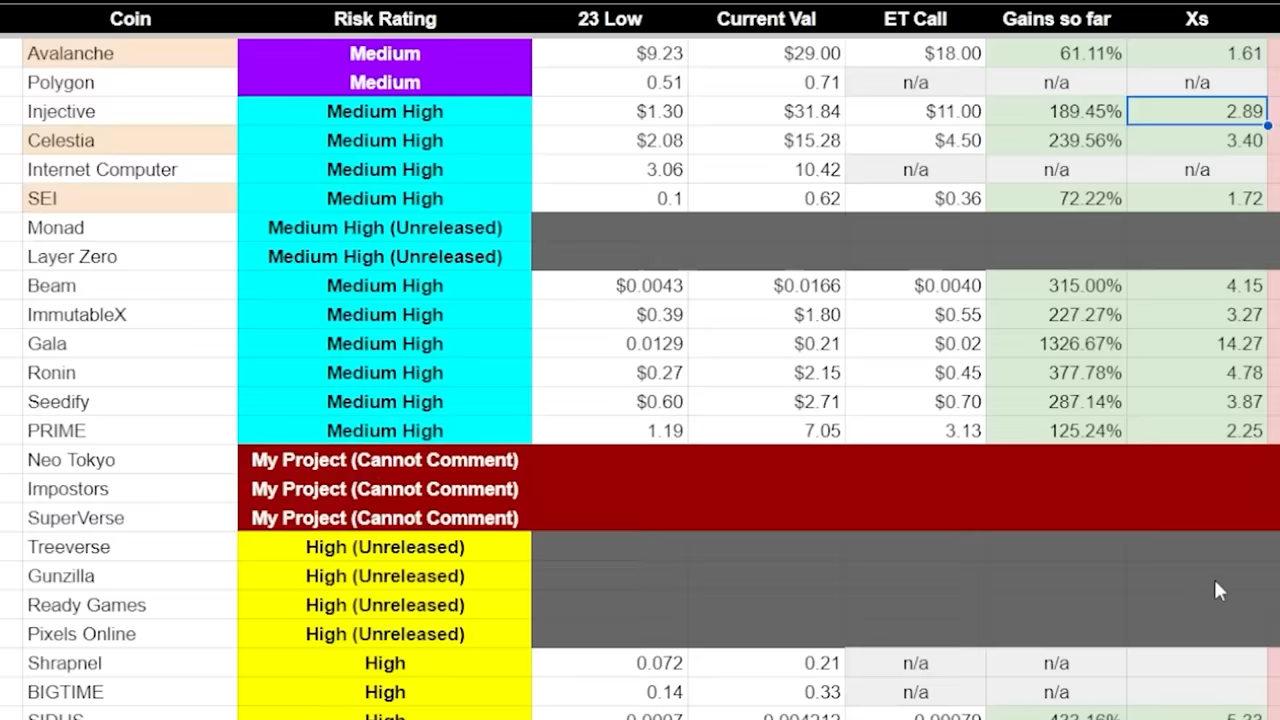 Coin Risk Rating 23 Low Current Val ET Call Gains so far Xs
Avalanche Medium $9.23 $29.00 $18.00 61.11% 1.61
Polygon Medium 0.51 0.71 n/a n/a n/a
Injective Medium High $1.30 $31.84 $11.00 189.45% 2.89
Celestia Medium High $2.08 $15.28 $4.50 239.56% 3.40
Internet Computer Medium High 3.06 10.42 n/a n/a n/a
SEI Medium High 0.1 0.62 $0.36 72.22% 1.72
Monad Medium High (Unreleased)
Layer Zero Medium High (Unreleased)
Beam Medium High $0.0043 $0.0166 $0.0040 315.00% 4.15
ImmutableX Medium High $0.39 $1.80 $0.55 227.27% 3.27
Gala Medium High 0.0129 $0.21 $0.02 1326.67% 14.27
Ronin Medium High $0.27 $2.15 $0.45 377.78% 4.78
Seedify Medium High $0.60 $2.71 $0.70 287.14% 3.87
PRIME Medium High 1.19 7.05 3.13 125.24% 2.25
Neo Tokyo My Project (Cannot Comment)
Impostors My Project (Cannot Comment)
SuperVerse My Project (Cannot Comment)
Treeverse High (Unreleased)
Gunzilla High (Unreleased)
Ready Games High (Unreleased)
Pixels Online High (Unreleased)
Shrapnel High 0.072 0.21 n/a n/a
BIGTIME High 0.14 0.33 n/a n/a
SIDUS High